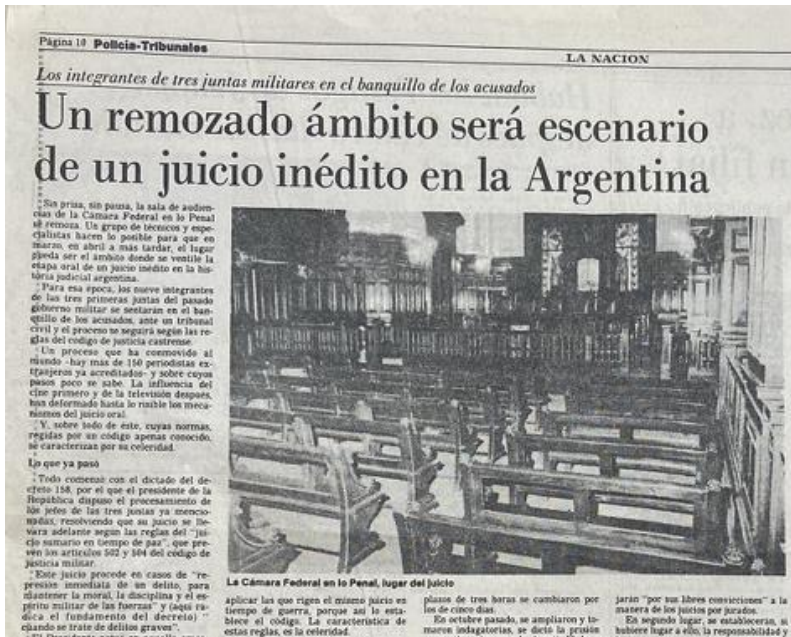 Página 10 Policía-Tribunales
LA NACION
Los integrantes de tres juntas militares en el banquillo de los acusados
Un remozado ámbito será escenario
de un juicio inédito en la Argentina
Sin prisa, sin pausa, la sala de audien-
cias de la Cámara Federal en lo Penal
se remoza. Un grupo de técnicos y espe-
cialistas hacen lo posible para que en
marzo, en abril a más tardar, el lugar
pueda ser el ámbito donde se ventile la
etapa oral de un juicio inédito en la his-
toria judicial argentina.
Para esa época, los nueve integrantes
de las tres primeras juntas del pasado
gobierno militar se sentarán en el ban-
quillo de los acusados, ante un tribunal
civil y el proceso se seguirá según las re-
glas del código de justicia castrense.
Un proceso que ha conmovido al
mundo -hay más de 150 periodistas ex-
tranjeros ya acreditados- y sobre cuyos
pasos poco se sabe. La influencia del
cine primero y de la televisión después,
han deformado hasto lo risible los meca-
nismos del juicio oral.
Y, sobre todo de éste, cuyas normas,
regidas por un código apenas conocido,
se caracterizan por su celeridad.
Lo que ya pasó
Todo comenzó con el dictado del de-
creto 158, por el que el presidente de la
República dispuso el procesamiento de
los jefes de las tres juntas ya mencio-
nadas, resolviendo que su juicio se lle-
vara adelante según las reglas del "jui-
cio sumario en tiempo de paz", que pre-
vén los artículos 502 y 504 del código de
justicia militar.
Este juicio procede en casos de "re-
presión inmediata de un delito, para
mantener la moral, la disciplina y el es-
píritu militar de las fuerzas" y (aquí ra-
dica el fundamento del decreto) "
cuando se trate de delitos graves".
La Cámara Federal en lo Penal, lugar del juicio
aplicar las que rigen el mismo juicio en
tiempo de guerra, porque así lo esta-
blece el código. La característica de
estas reglas, es la celeridad.
plazos de tres horas se cambiaron por
los de cinco días.
En octubre pasado, se ampliaron y to-
maron indagatorias, se dictó la prisión
jarán "por sus libres convicciones" a la
manera de los juicios por jurados.
En segundo lugar, se establecerán, si
hubiere lugar a ello, la responsabilidad y